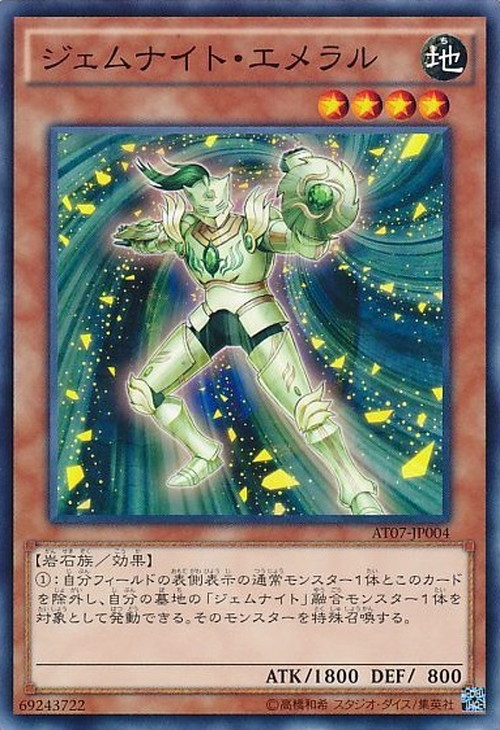 ジェムナイト・エメラル
地
AT07-JP004
【岩石族/効果】
①:自分フィールドの表側表示の通常モンスター1体とこのカード
を除外し、自分の墓地の「ジェムナイト」融合モンスター1体を
対象として発動できる。そのモンスターを特殊召喚する。
ATK/1800 DEF/ 800
69243722
©高橋和希 スタジオ・ダイス/集英社